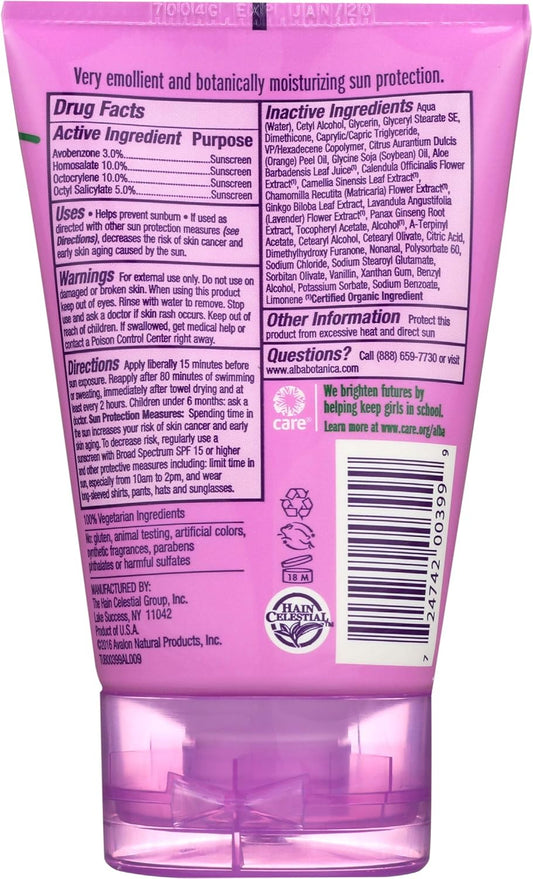 7004G EXP JAN/20
Very emollient and botanically moisturizing sun protection.
Drug Facts
Active Ingredient Purpose
Avobenzone 3.0%..........Sunscreen
Homosalate 10.0%..........Sunscreen
Octocrylene 10.0%..........Sunscreen
Octyl Salicylate 5.0%..........Sunscreen
Uses • Helps prevent sunburn • If used as
directed with other sun protection measures (see
Directions), decreases the risk of skin cancer and
early skin aging caused by the sun.
Warnings For external use only. Do not use on
damaged or broken skin. When using this product
keep out of eyes. Rinse with water to remove. Stop
use and ask a doctor if skin rash occurs. Keep out of
reach of children. If swallowed, get medical help or
contact a Poison Control Center right away.
Directions Apply liberally 15 minutes before
sun exposure. Reapply after 80 minutes of swimming
or sweating, immediately after towel drying and at
least every 2 hours. Children under 6 months: ask a
doctor. Sun Protection Measures: Spending time in
the sun increases your risk of skin cancer and early
skin aging. To decrease risk, regularly use a
sunscreen with Broad Spectrum SPF 15 or higher
and other protective measures including: limit time in
sun, especially from 10am to 2pm, and wear
long-sleeved shirts, pants, hats and sunglasses.
100% Vegetarian Ingredients
No: gluten, animal testing, artificial colors,
synthetic fragrances, parabens
phthalates or harmful sulfates
MANUFACTURED BY:
The Hain Celestial Group, Inc.
Lake Success, NY 11042
Product of U.S.A.
©2016 Avalon Natural Products, Inc.
TUB00399AL009
Inactive Ingredients Aqua
(Water), Cetyl Alcohol, Glycerin, Glyceryl Stearate SE,
Dimethicone, Caprylic/Capric Triglyceride,
VP/Hexadecene Copolymer, Citrus Aurantium Dulcis
(Orange) Peel Oil, Glycine Soja (Soybean) Oil, Aloe
Barbadensis Leaf Juice(1), Calendula Officinalis Flower
Extract(1), Camellia Sinensis Leaf Extract(1),
Chamomilla Recutita (Matricaria) Flower Extract(1),
Ginkgo Biloba Leaf Extract, Lavandula Angustifolia
(Lavender) Flower Extract(1), Panax Ginseng Root
Extract, Tocopheryl Acetate, Alcohol(1), A-Terpinyl
Acetate, Cetearyl Alcohol, Cetearyl Olivate, Citric Acid,
Dimethylhydroxy Furanone, Nonanal, Polysorbate 60,
Sodium Chloride, Sodium Stearoyl Glutamate,
Sorbitan Olivate, Vanillin, Xanthan Gum, Benzyl
Alcohol, Potassium Sorbate, Sodium Benzoate,
Limonene (1)Certified Organic Ingredient
Other Information Protect this
product from excessive heat and direct sun
Questions? Call (888) 659-7730 or visit
www.albabotanica.com
care®
We brighten futures by
helping keep girls in school.
Learn more at www.care.org/alba
18 M
HAIN
CELESTIAL™
7 24742 00399 9